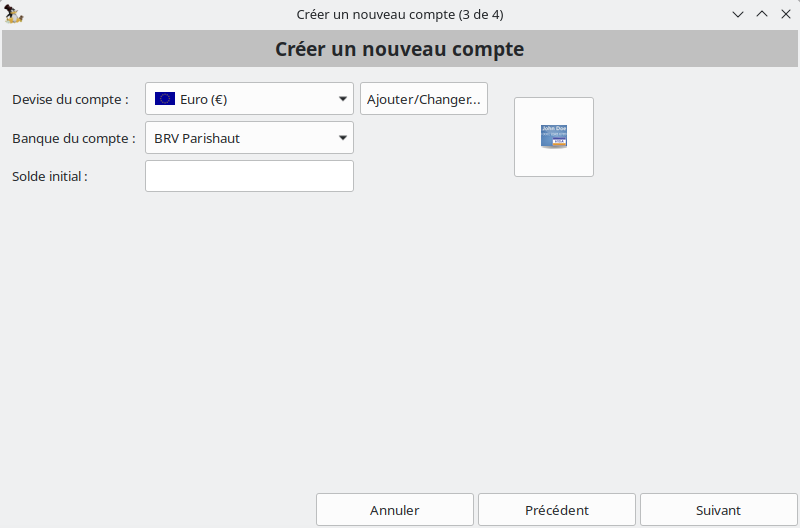 Créer un nouveau compte (3 de 4)
Créer un nouveau compte
Devise du compte : Euro (€) Ajouter/Changer...
John Doe
Banque du compte : BRV Parishaut
Solde initial :
Annuler Précédent Suivant